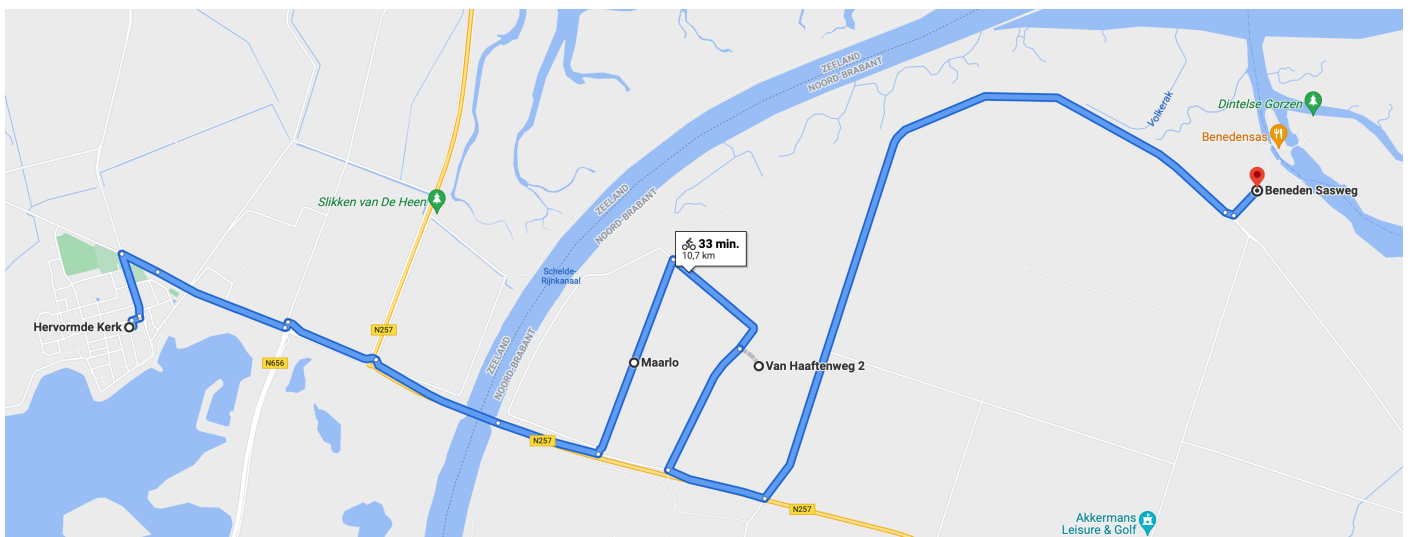 ZEELAND
NOORD-BRABANT
Volkerak
Dintelse Gorzen
Benedensas
Beneden Sasweg
Slikken van De Heen
ZEELAND
NOORD-BRABANT
33 min.
10,7 km
Schelde-
Rijnkanaal
Hervormde Kerk
N257
N656
ZEELAND
NOORD-BRABANT
Maarlo
Van Haaftenweg 2
N257
N257
Akkermans
Leisure & Golf